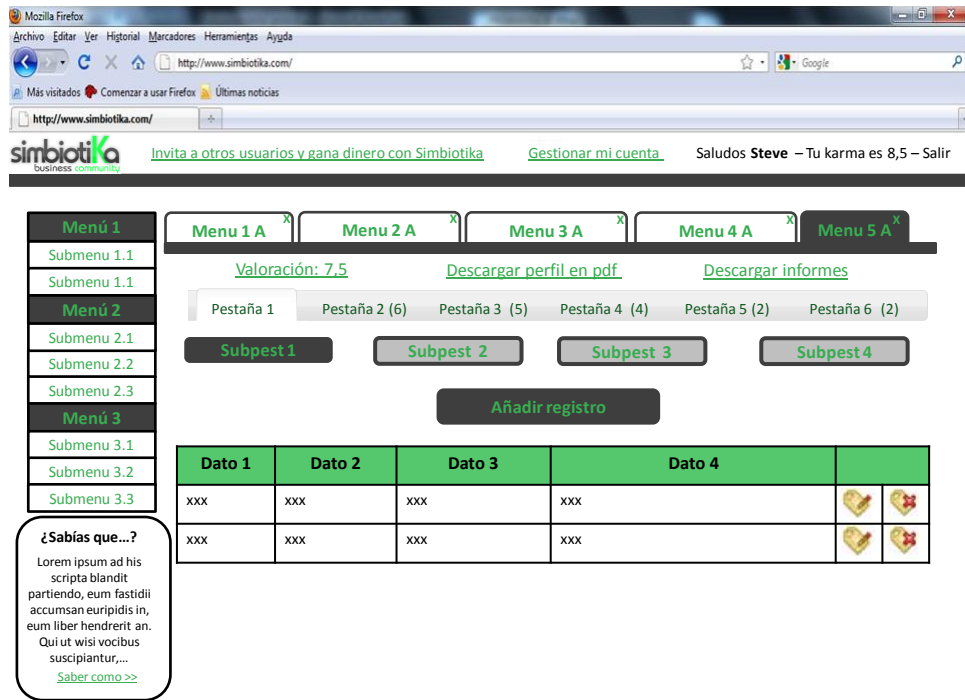 Mozilla Firefox
Archivo Editar Ver Historial Marcadores Herramientas Ayuda
http://www.simbiotika.com/
Google
Más visitados Comenzar a usar Firefox Últimas noticias
http://www.simbiotika.com/
simbiotiKa
business community
Invita a otros usuarios y gana dinero con Simbiotika Gestionar mi cuenta Saludos Steve – Tu karma es 8,5 – Salir
Menú 1
Submenu 1.1
Submenu 1.1
Menú 2
Submenu 2.1
Submenu 2.2
Submenu 2.3
Menú 3
Submenu 3.1
Submenu 3.2
Submenu 3.3
¿Sabías que...?
Lorem ipsum ad his
scripta blandit
partiendo, eum fastidii
accumsan euripidis in,
eum liber hendrerit an.
Qui ut wisi vocibus
suscipiantur,...
Saber como >>
Menu 1 A X Menu 2 A X Menu 3 A X Menu 4 A X Menu 5 A X
Valoración: 7,5 Descargar perfil en pdf Descargar informes
Pestaña 1 Pestaña 2 (6) Pestaña 3 (5) Pestaña 4 (4) Pestaña 5 (2) Pestaña 6 (2)
Subpest 1 Subpest 2 Subpest 3 Subpest 4
Añadir registro
Dato 1 Dato 2 Dato 3 Dato 4
xxx xxx xxx xxx
xxx xxx xxx xxx